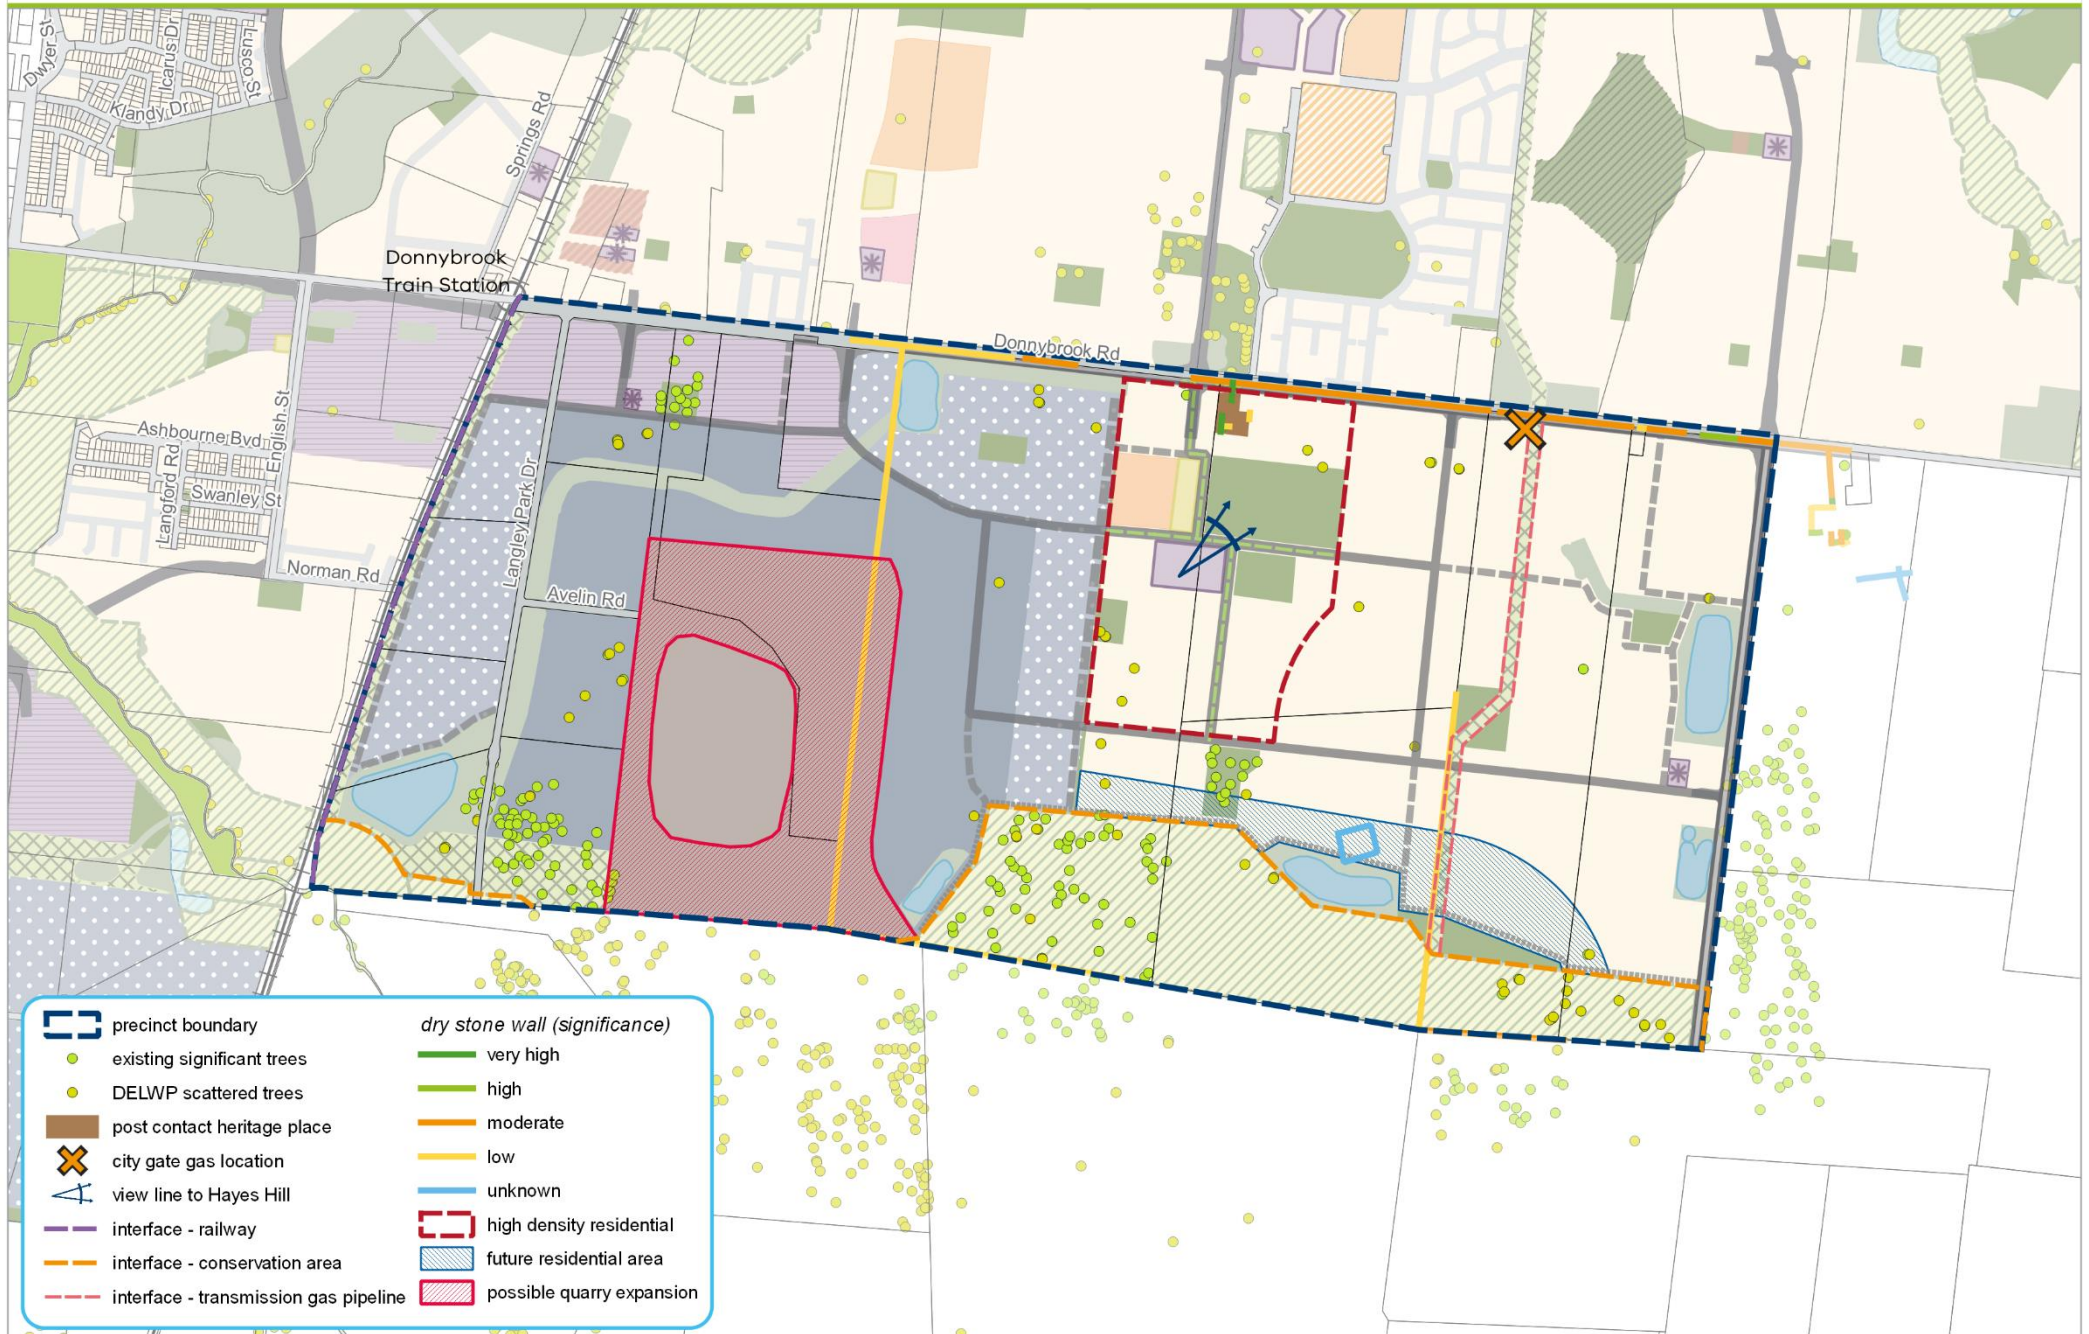 Dwyer St
Icarus Dr
Lusco St
Klandy Dr
Springs Rd
Donnybrook
Train Station
Donnybrook Rd
English St
Ashbourne Bvd
Langford Rd
Swanley St
Langley Park Dr
Norman Rd
Avelin Rd
precinct boundary
existing significant trees
DELWP scattered trees
post contact heritage place
city gate gas location
view line to Hayes Hill
interface - railway
interface - conservation area
interface - transmission gas pipeline
dry stone wall (significance)
very high
high
moderate
low
unknown
high density residential
future residential area
possible quarry expansion